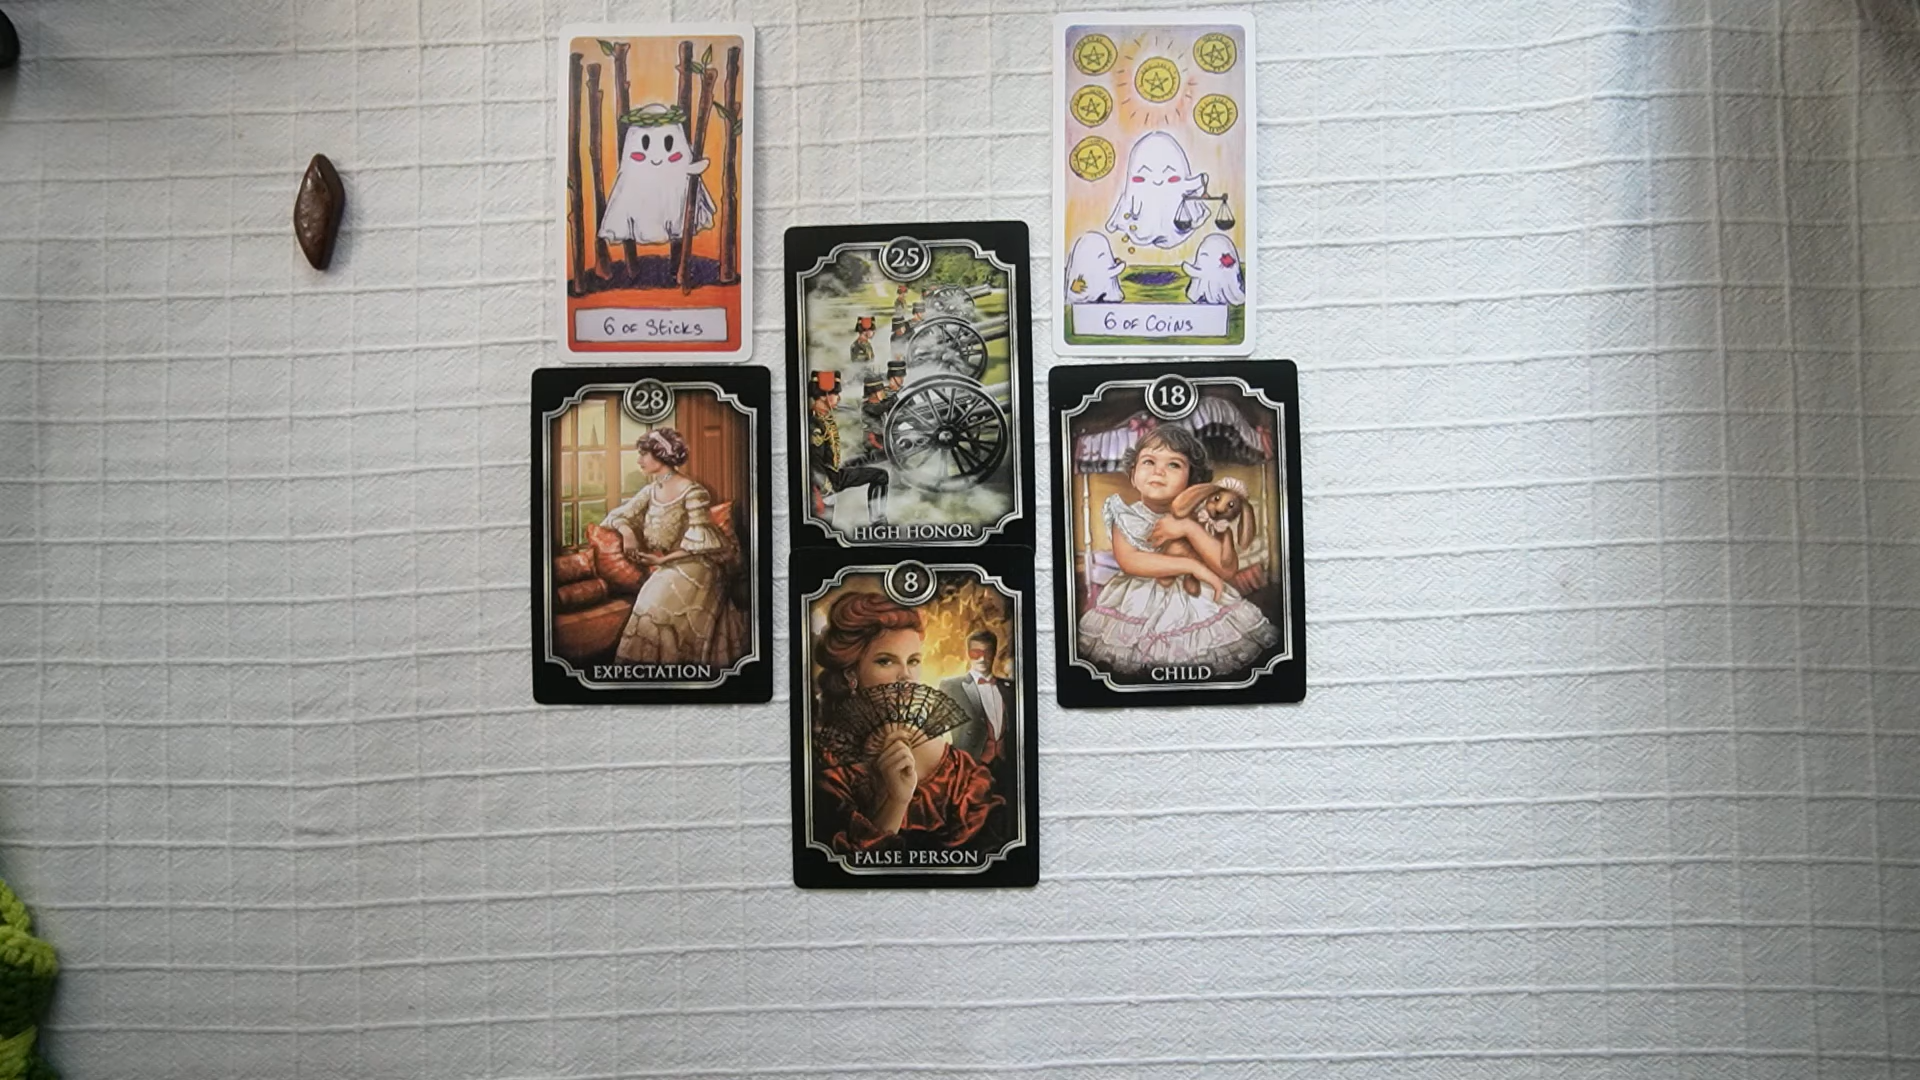 6 of Sticks
6 of Coins
25
HIGH HONOR
28
EXPECTATION
18
CHILD
8
FALSE PERSON